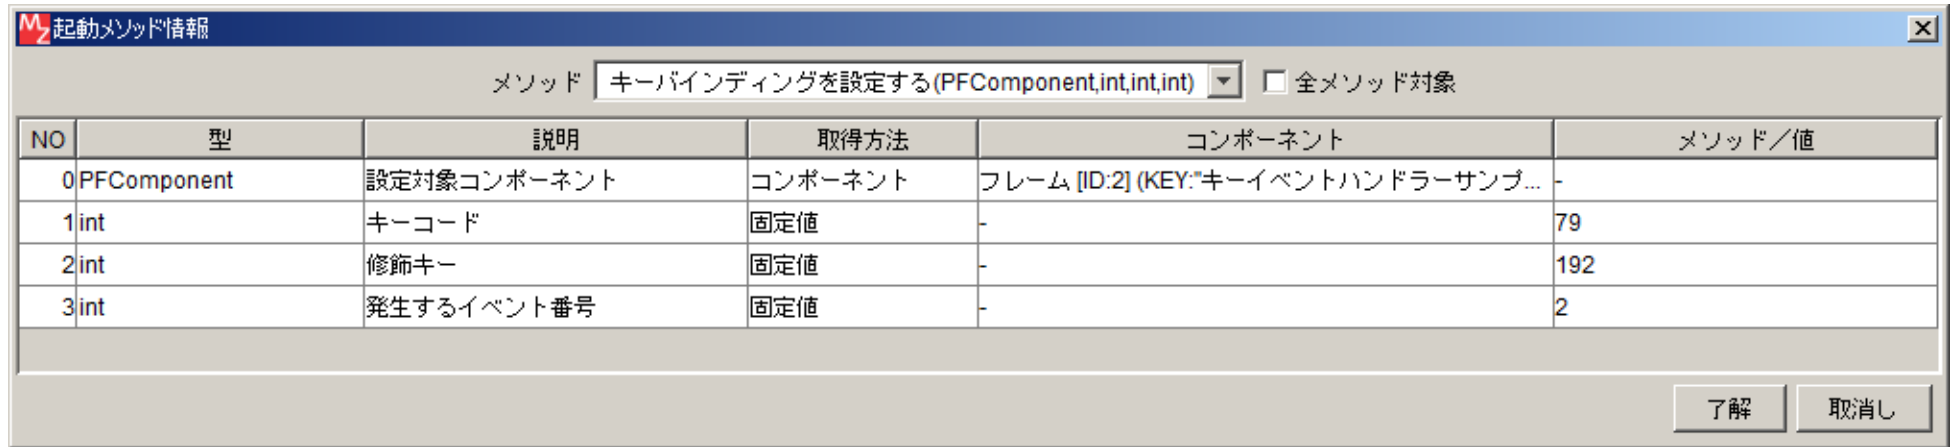 MZ 起動メソッド情報
メソッド キーバインディングを設定する(PFComponent,int,int,int) 全メソッド対象
NO 型 説明 取得方法 コンポーネント メソッド／値
0 PFComponent 設定対象コンポーネント コンポーネント フレーム [ID:2] (KEY:"キーイベントハンドラーサンプ... -
1 int キーコード 固定値 - 79
2 int 修飾キー 固定値 - 192
3 int 発生するイベント番号 固定値 - 2
了解 取消し